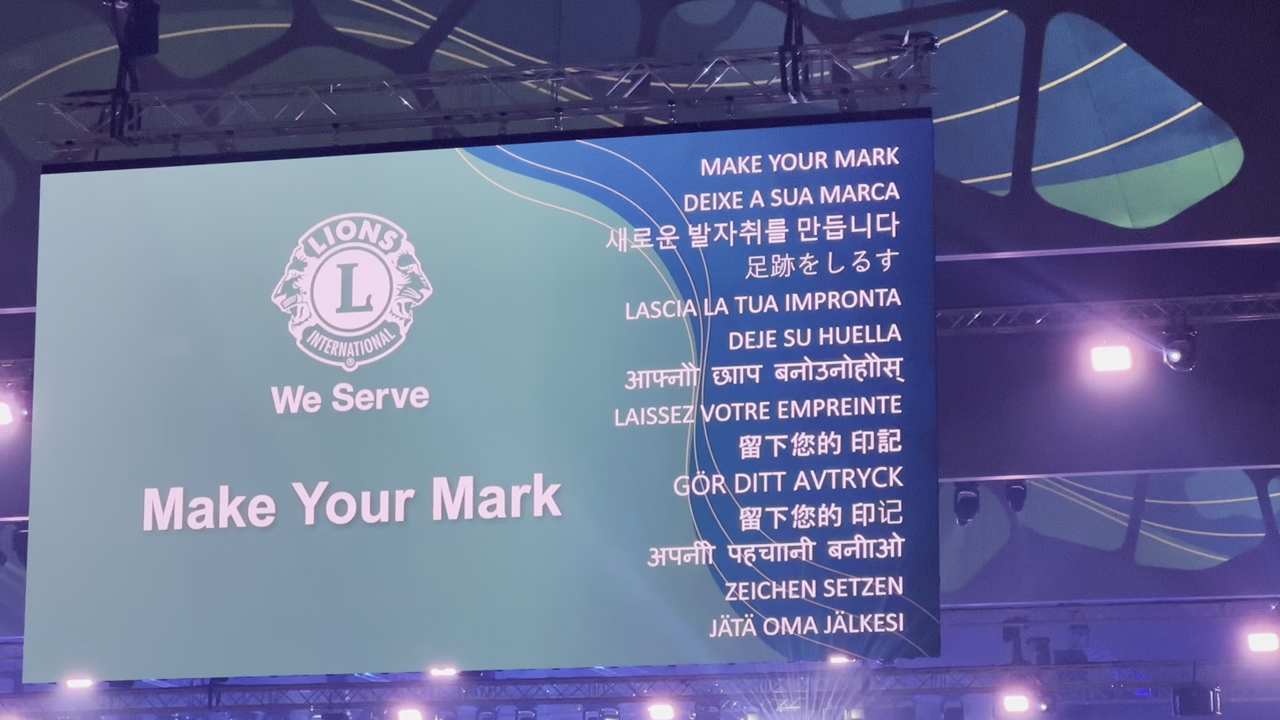 LIONS
L
INTERNATIONAL
®
We Serve
Make Your Mark
MAKE YOUR MARK
DEIXE A SUA MARCA
새로운 발자취를 만듭니다
足跡をしるす
LASCIA LA TUA IMPRONTA
DEJE SU HUELLA
आफ्नोो छााप बनोउनोहोोस्
LAISSEZ VOTRE EMPREINTE
留下您的 印記
GÖR DITT AVTRYCK
留下您的 印记
अपनीी पहचाानी बनीाओ
ZEICHEN SETZEN
JÄTÄ OMA JÄLKESI